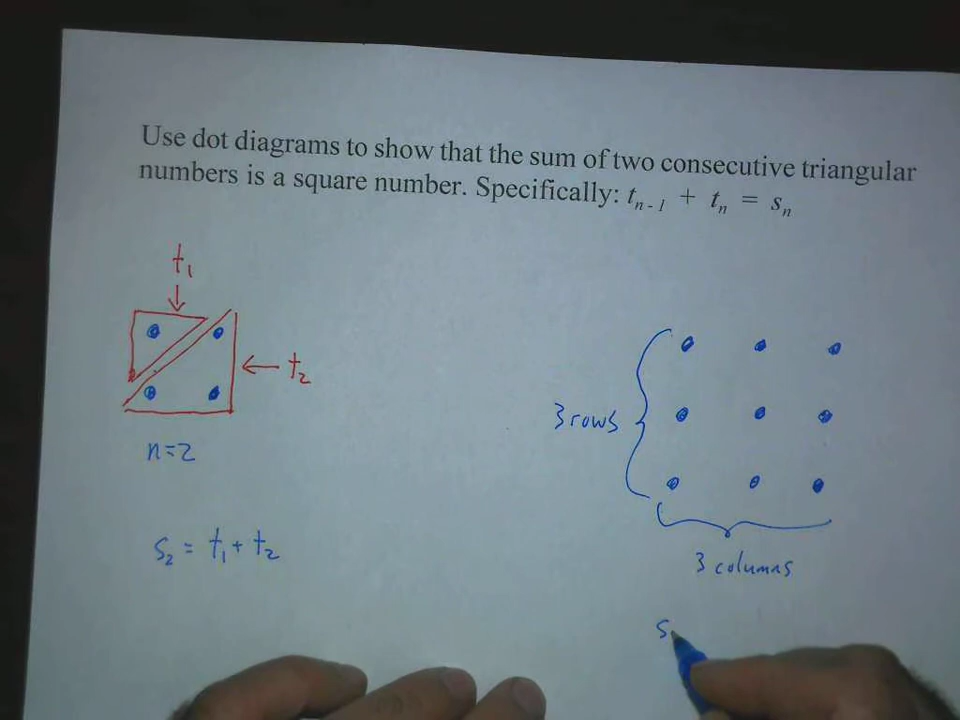 Use dot diagrams to show that the sum of two consecutive triangular
numbers is a square number. Specifically: tₙ₋₁ + tₙ = sₙ
t₁
t₂
n=2
s₂ = t₁ + t₂
3 rows
3 columns
s